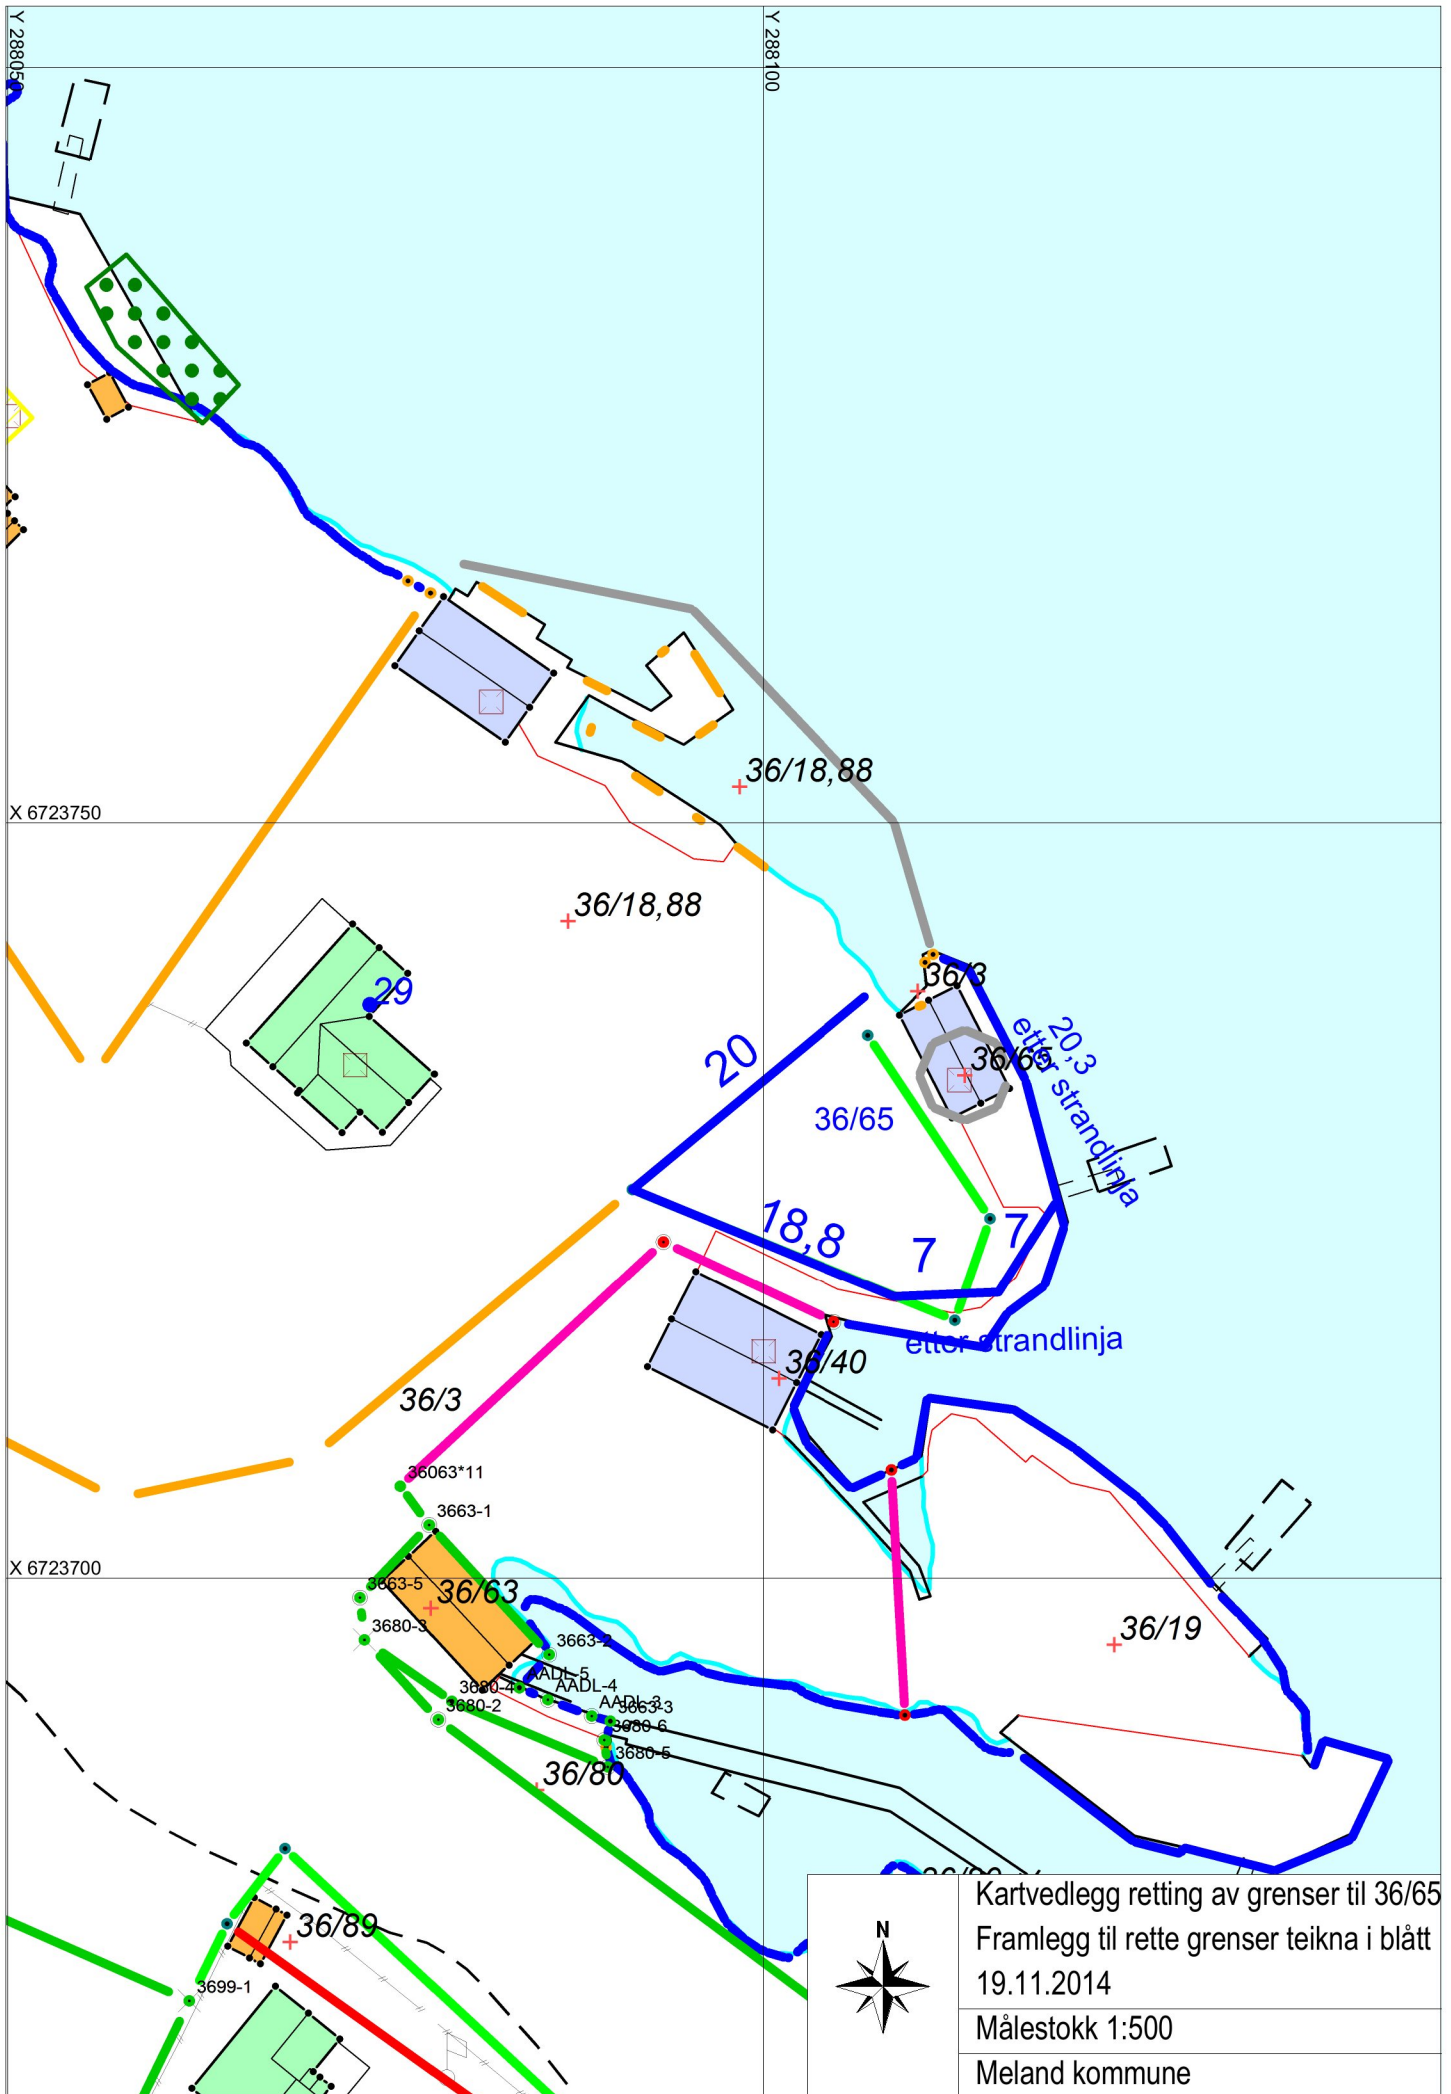 Y 288050
Y 288100
36/18,88
X 6723750
36/18,88
36/3
29
20,3
etter strandlinja
20
36/65
36/65
18,8
7
7
etter strandlinja
36/40
36/3
36063*11
3663-1
X 6723700
3663-5
36/63
36/19
3680-3
3663-2
AADL-5
3680-4
AADL-4
AADL-3
3680-2
3663-3
3680-6
3680-5
36/80
36/89
3699-1
N
Kartvedlegg retting av grenser til 36/65
Framlegg til rette grenser teikna i blått
19.11.2014
Målestokk 1:500
Meland kommune